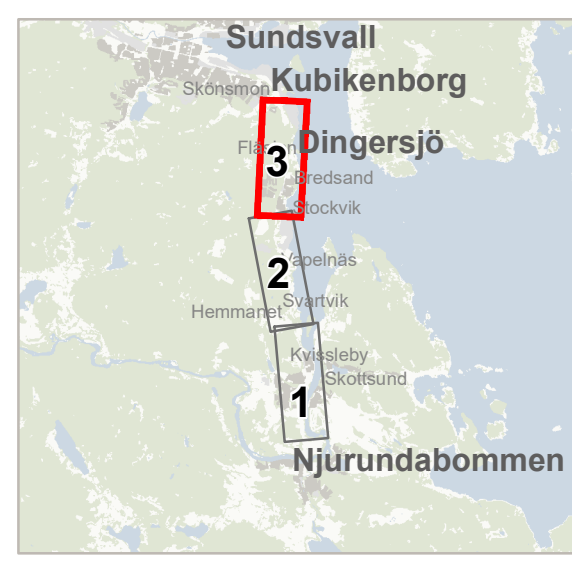 Sundsvall
Skönsmon
Kubikenborg
Dingersjö
3
Bredsand
Stockvik
Vapelnäs
2
Svartvik
Hemmanet
Kvissleby
Skottsund
1
Njurundabommen